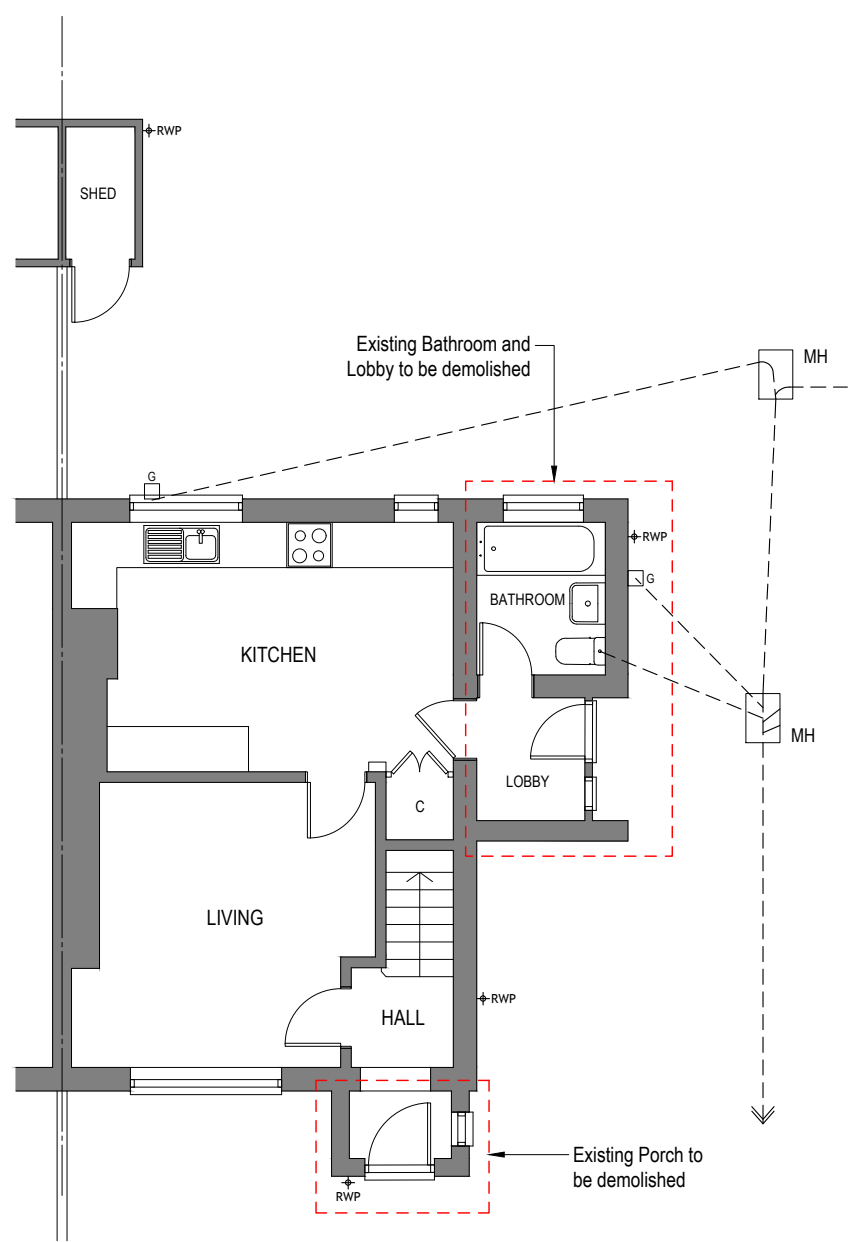 RWP
SHED
Existing Bathroom and
Lobby to be demolished
MH
G
RWP
G
BATHROOM
KITCHEN
MH
LOBBY
C
LIVING
RWP
HALL
Existing Porch to
be demolished
RWP